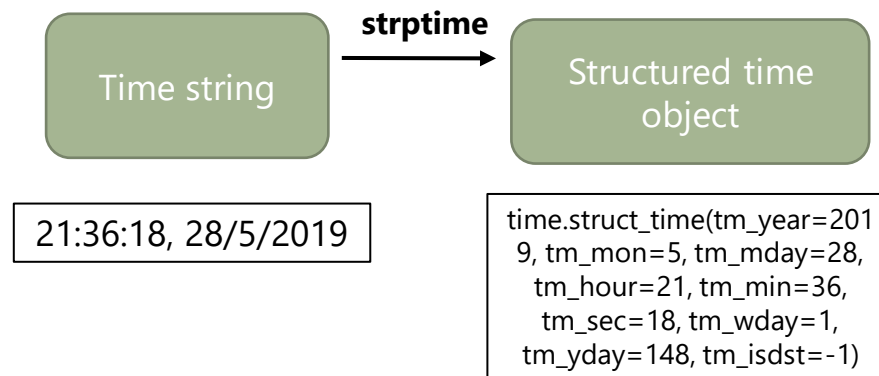 strptime
Time string
Structured time
object
21:36:18, 28/5/2019
time.struct_time(tm_year=201
9, tm_mon=5, tm_mday=28,
tm_hour=21, tm_min=36,
tm_sec=18, tm_wday=1,
tm_yday=148, tm_isdst=-1)